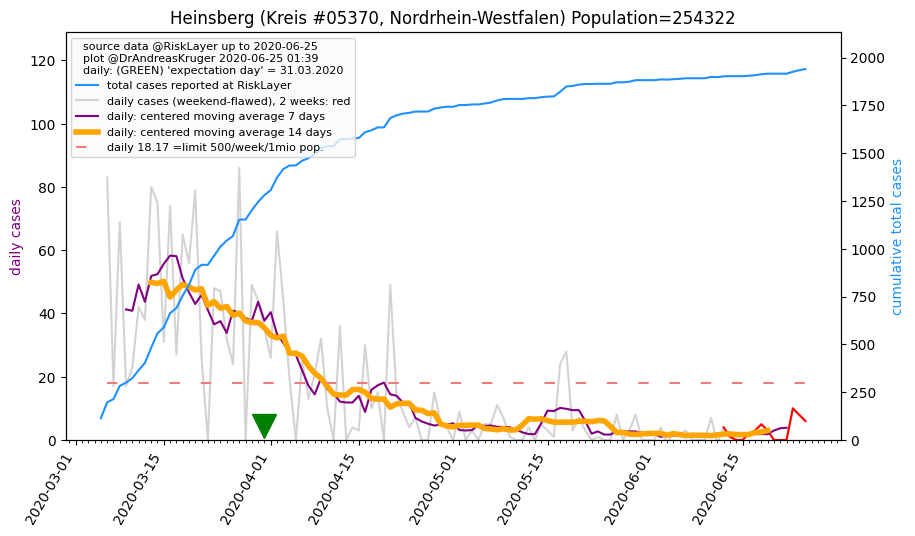 Heinsberg (Kreis #05370, Nordrhein-Westfalen) Population=254322
source data @RiskLayer up to 2020-06-25
plot @DrAndreasKruger 2020-06-25 01:39
daily: (GREEN) 'expectation day' = 31.03.2020
total cases reported at RiskLayer
daily cases (weekend-flawed), 2 weeks: red
daily: centered moving average 7 days
daily: centered moving average 14 days
daily 18.17 =limit 500/week/1mio pop.
daily cases
120
100
80
60
40
20
0
cumulative total cases
2000
1750
1500
1250
1000
750
500
250
0
2020-03-01
2020-03-15
2020-04-01
2020-04-15
2020-05-01
2020-05-15
2020-06-01
2020-06-15